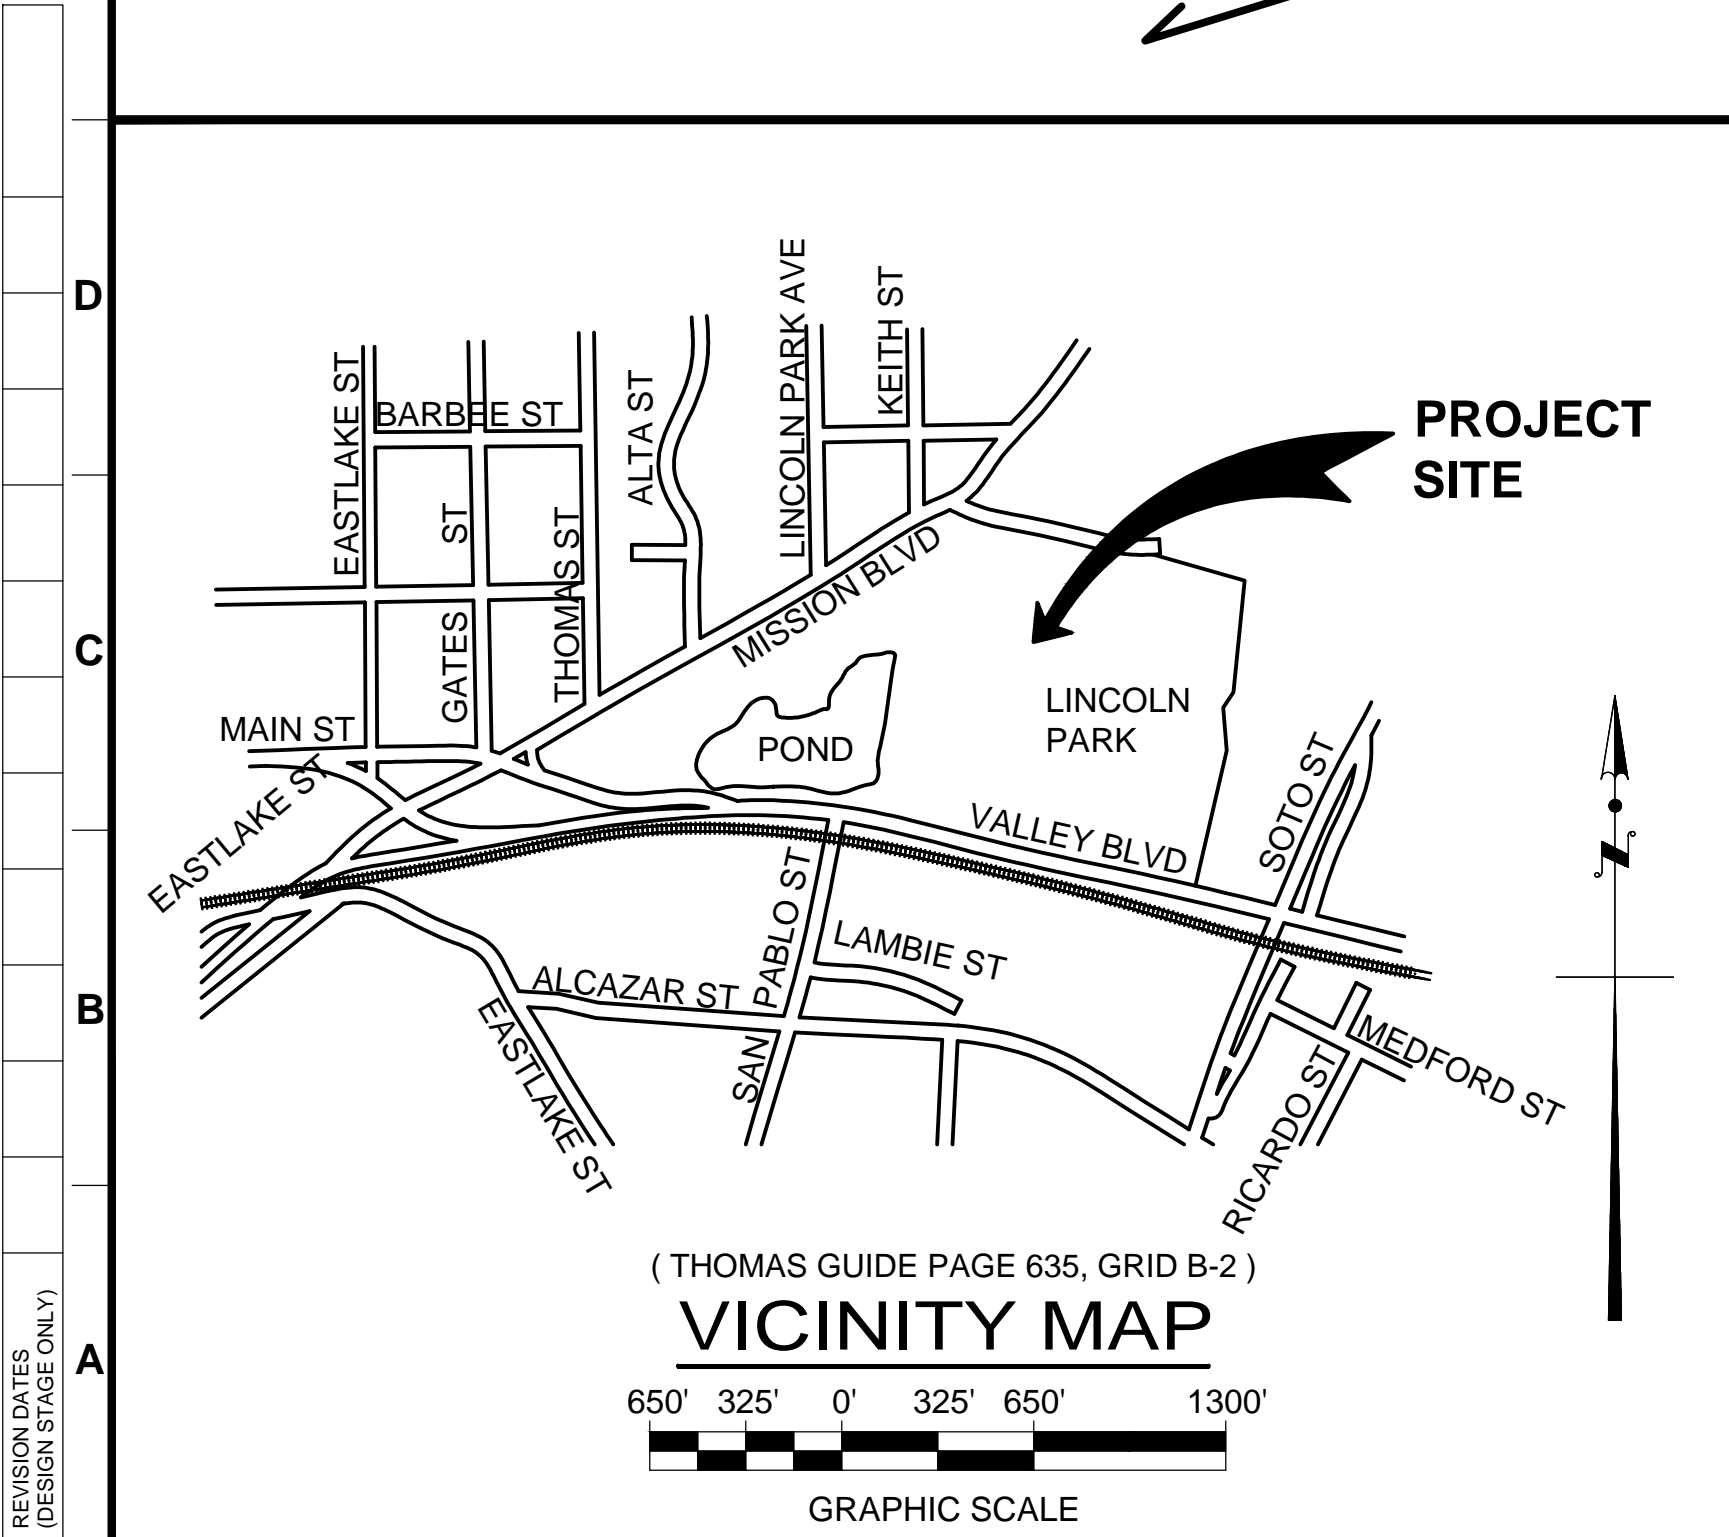 D
C
B
A
REVISION DATES
(DESIGN STAGE ONLY)
EASTLAKE ST
BARBEE ST
GATES ST
THOMAS ST
ALTA ST
LINCOLN PARK AVE
KEITH ST
PROJECT
SITE
MISSION BLVD
MAIN ST
EASTLAKE ST
POND
LINCOLN
PARK
VALLEY BLVD
SOTO ST
SAN PABLO ST
LAMBIE ST
ALCAZAR ST
EASTLAKE ST
MEDFORD ST
RICARDO ST
N
( THOMAS GUIDE PAGE 635, GRID B-2 )
VICINITY MAP
650' 325' 0' 325' 650' 1300'
GRAPHIC SCALE